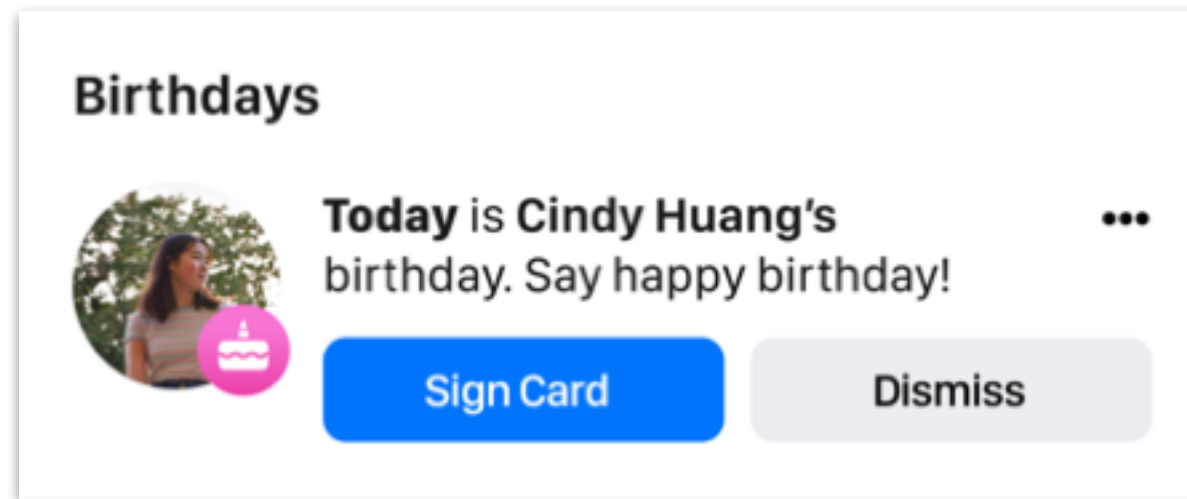 Birthdays
Today is Cindy Huang’s
birthday. Say happy birthday!
Sign Card
Dismiss